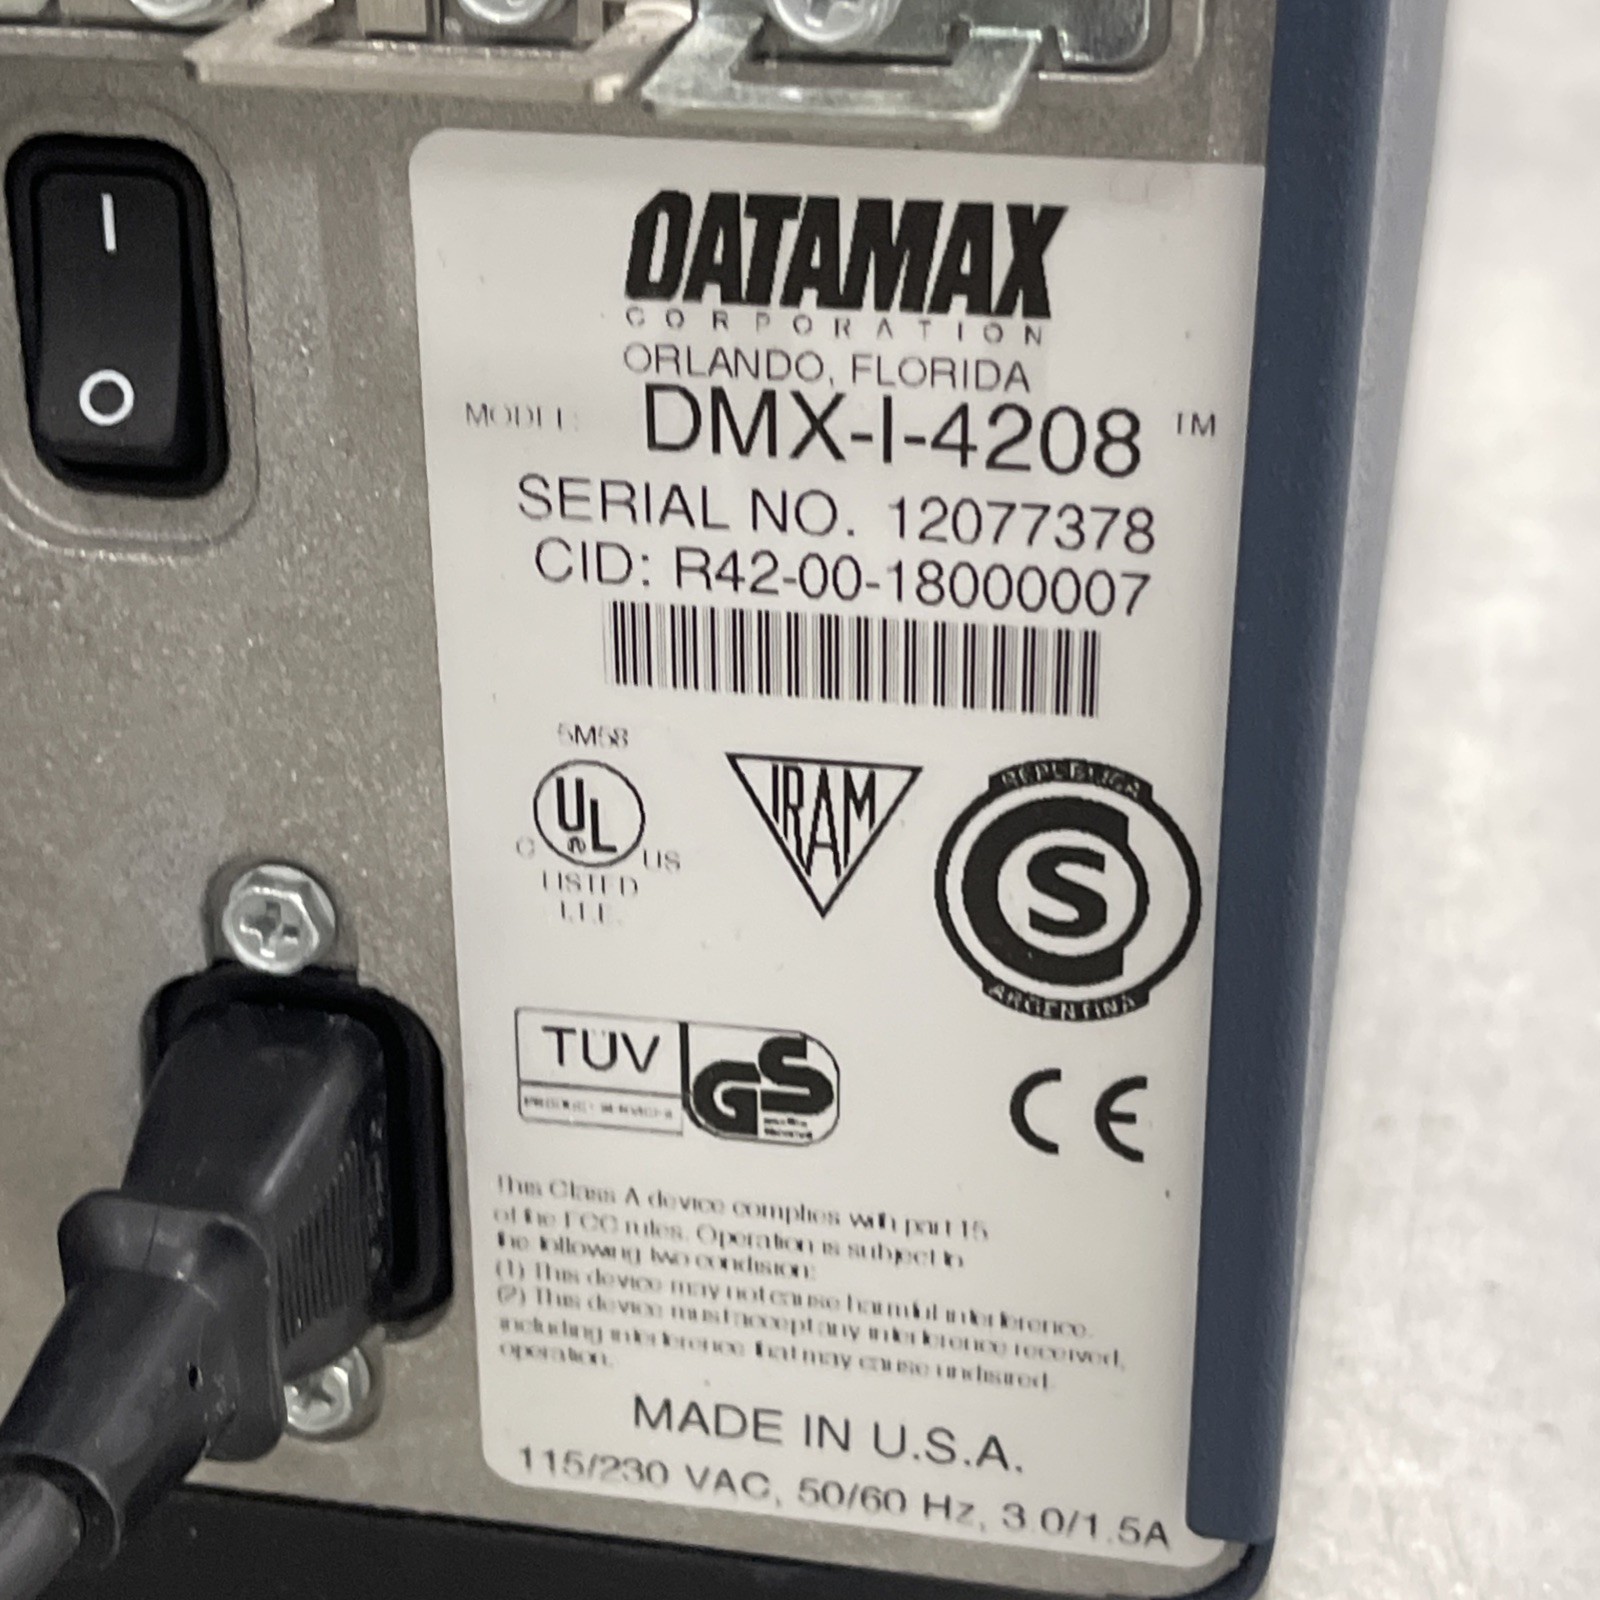 I
O
DATAMAX
CORPORATION
ORLANDO, FLORIDA
MODEL: DMX-I-4208 TM
SERIAL NO. 12077378
CID: R42-00-18000007
5M58
UL
C US
LISTED
I.T.E.
IRAM
REPUBLICA
CS
ARGENTINA
TÜV
PRODUCT SERVICE
GS
CE
This Class A device complies with part 15
of the FCC rules. Operation is subject to
the following two condision:
(1) This device may not cause harmful interference.
(2) This device must accept any interference received,
including interference that may cause undisired
operation.
MADE IN U.S.A.
115/230 VAC, 50/60 Hz, 3.0/1.5A